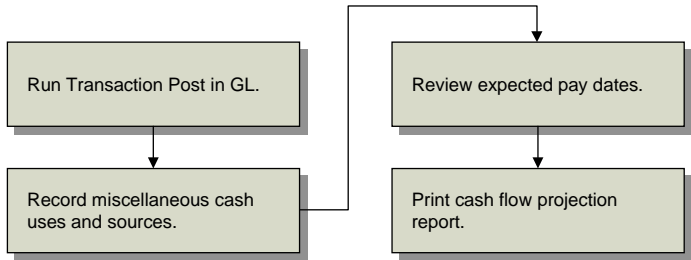 Run Transaction Post in GL.
Record miscellaneous cash
uses and sources.
Review expected pay dates.
Print cash flow projection
report.